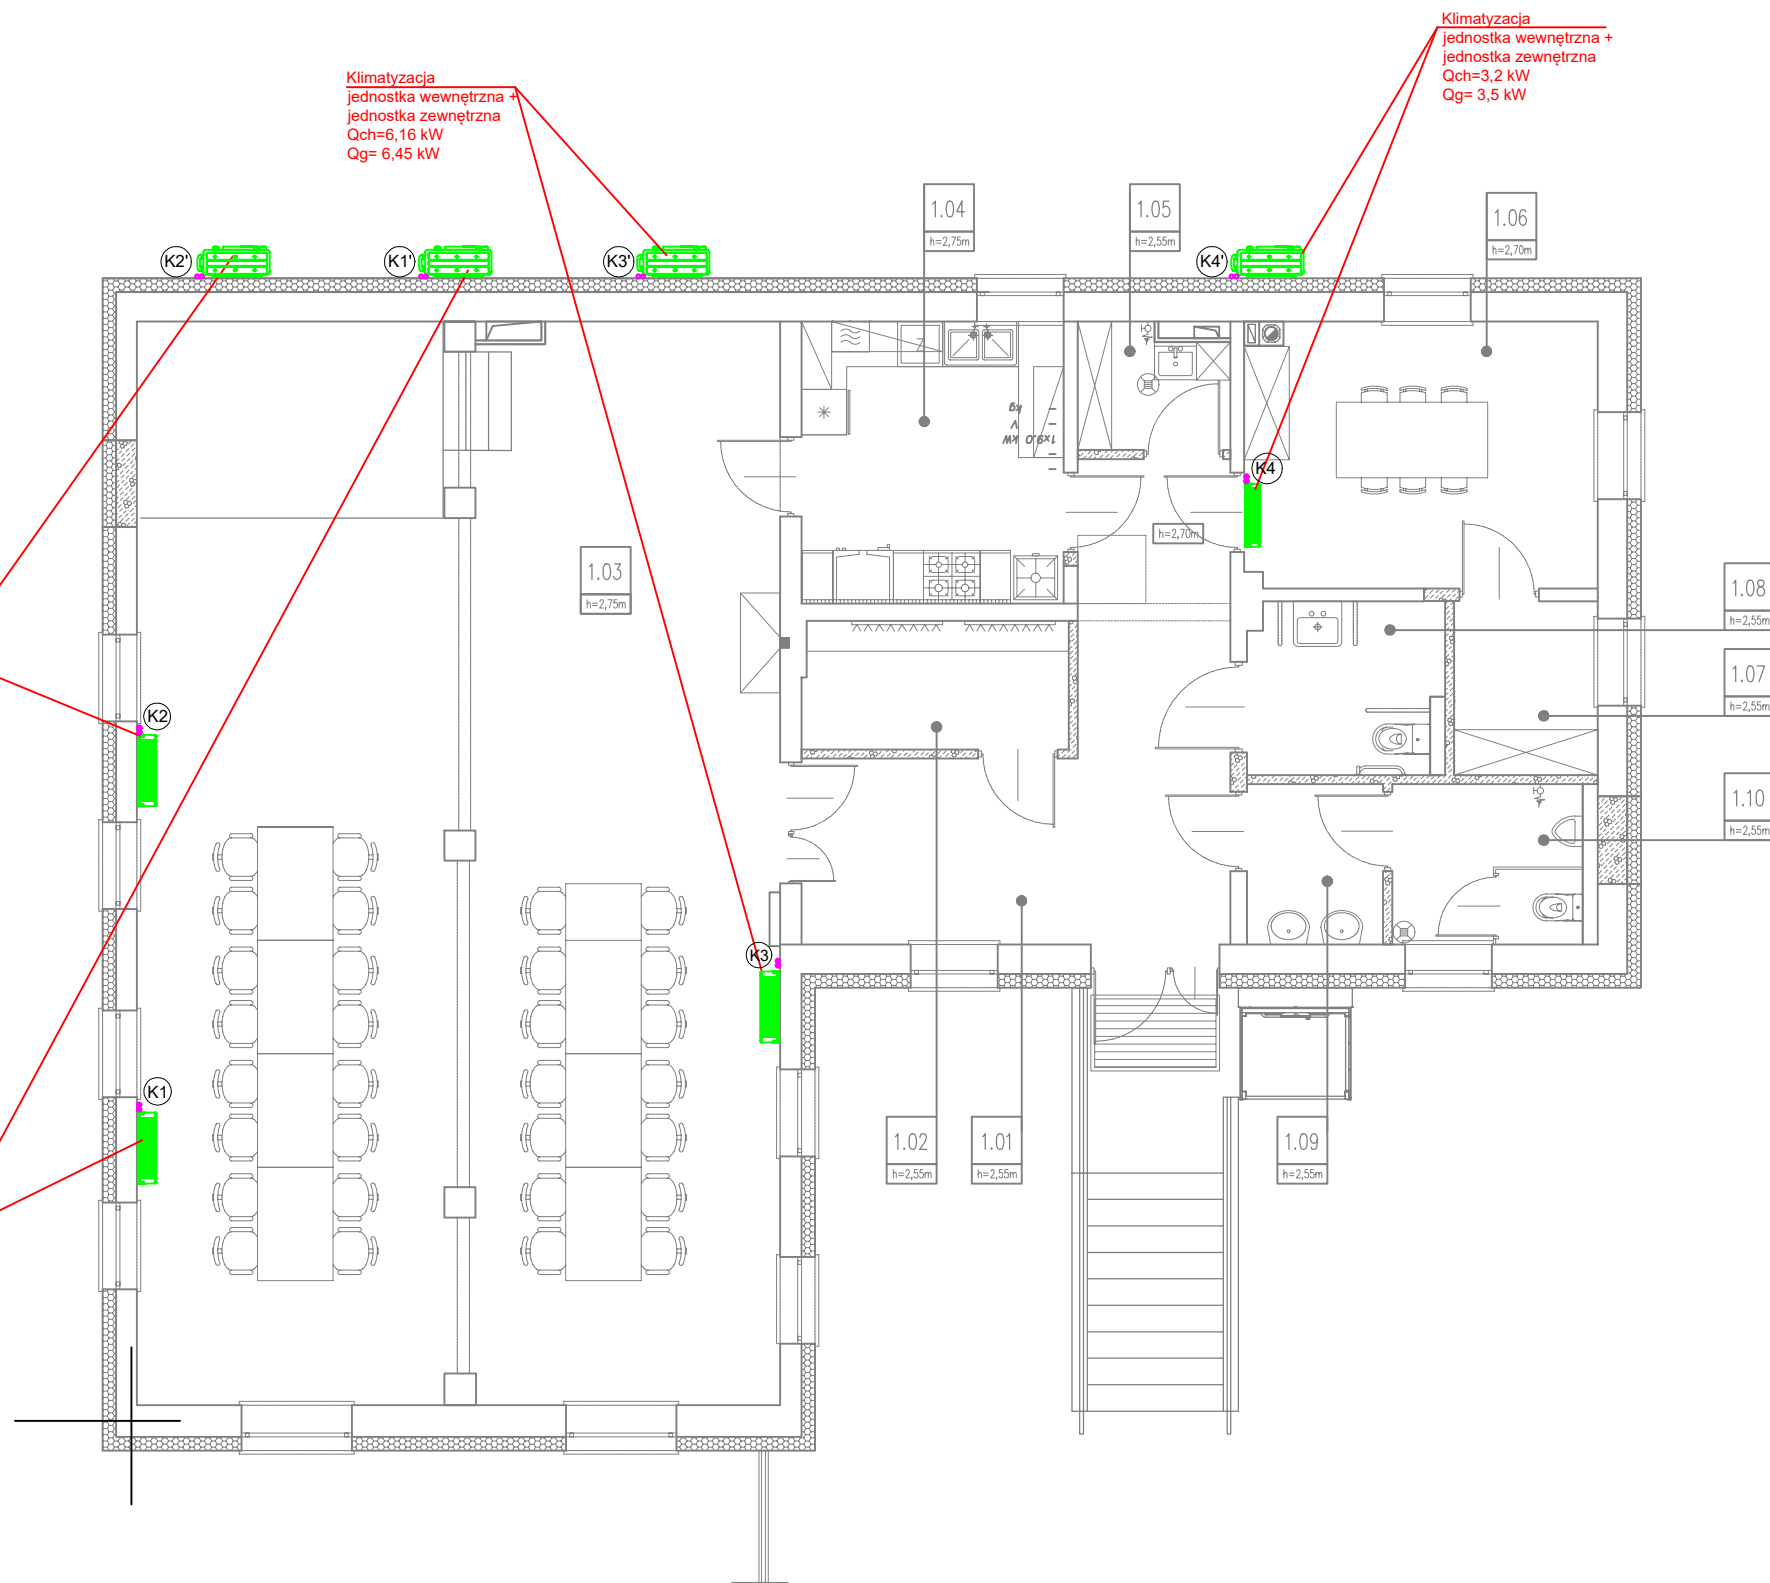 Klimatyzacja
jednostka wewnętrzna +
jednostka zewnętrzna
Qch=3,2 kW
Qg= 3,5 kW
Klimatyzacja
jednostka wewnętrzna +
jednostka zewnętrzna
Qch=6,16 kW
Qg= 6,45 kW
1.04
h=2,75m
1.05
h=2,55m
1.06
h=2,70m
K2'
K1'
K3'
K4'
Z
kg
V
1x9.0 kW
K4
h=2,70m
1.03
h=2,75m
1.08
h=2,55m
1.07
h=2,55m
K2
1.10
h=2,55m
K3
K1
1.02
h=2,55m
1.01
h=2,55m
1.09
h=2,55m